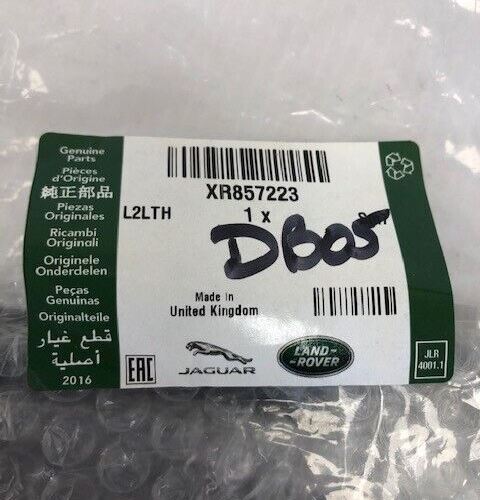 Genuine
Parts
Pièces
d'Origine
純正部品
Piezas
Originales
Ricambi
Originali
Originele
Onderdelen
Peças
Genuinas
Originalteile
قطع غيار
أصلية
2016
XR857223
L2LTH
1 x
DB05
Made in
United Kingdom
EAC
JAGUAR
LAND-
-ROVER
JLR
4001.1